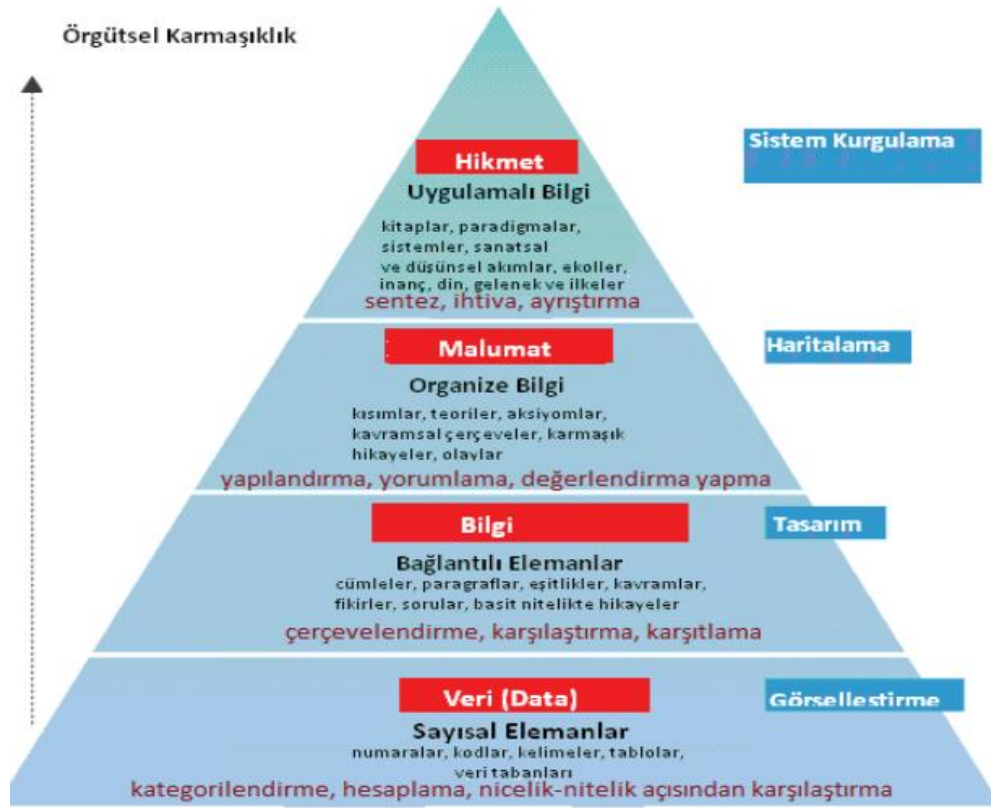 Örgütsel Karmaşıklık
Sistem Kurgulama
Hikmet
Uygulamalı Bilgi
kitaplar, paradigmalar,
sistemler, sanatsal
ve düşünsel akımlar, ekoller,
inanç, din, gelenek ve ilkeler
sentez, ihtiva, ayrıştırma
Malumat
Haritalama
Organize Bilgi
kısımlar, teoriler, aksiyomlar,
kavramsal çerçeveler, karmaşık
hikayeler, olaylar
yapılandırma, yorumlama, değerlendirma yapma
Bilgi
Tasarım
Bağlantılı Elemanlar
cümleler, paragraflar, eşitlikler, kavramlar,
fikirler, sorular, basit nitelikte hikayeler
çerçevelendirme, karşılaştırma, karşıtlama
Veri (Data)
Görsellestirme
Sayısal Elemanlar
numaralar, kodlar, kelimeler, tablolar,
veri tabanları
kategorilendirme, hesaplama, nicelik-nitelik açısından karşılaştırma